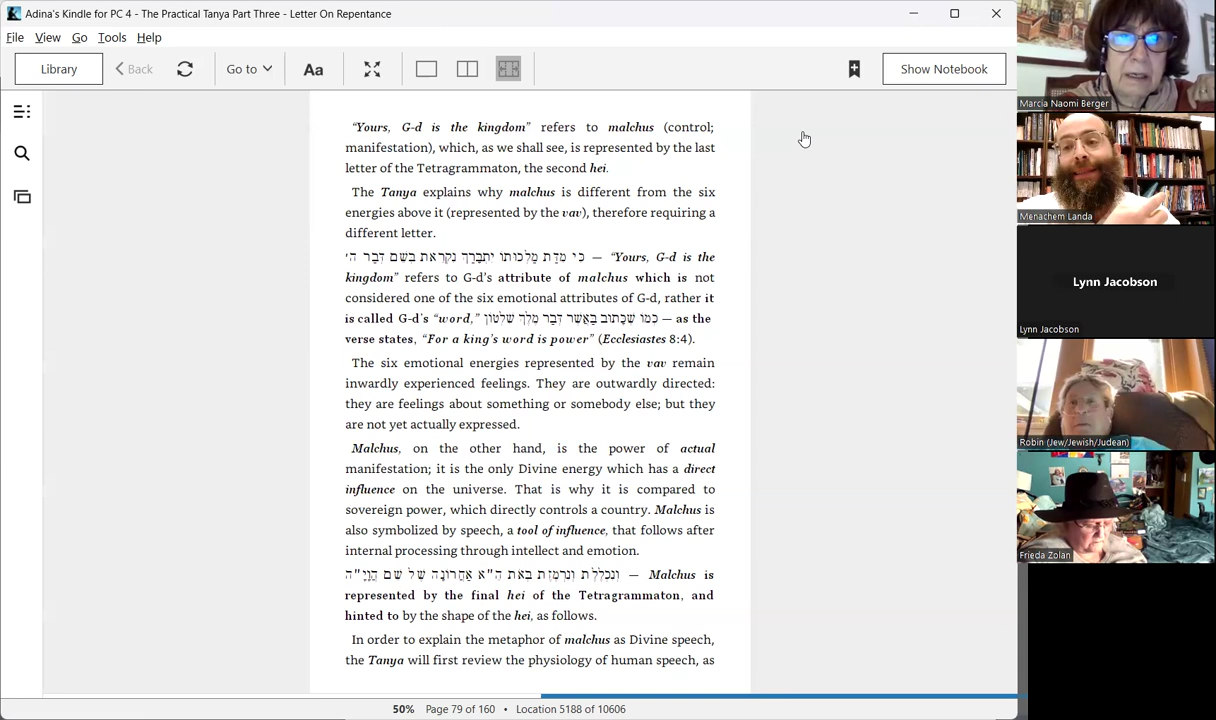 Adina's Kindle for PC 4 - The Practical Tanya Part Three - Letter On Repentance
File View Go Tools Help
Library
Back
Go to
Aa
Show Notebook
“Yours, G-d is the kingdom” refers to malchus (control;
manifestation), which, as we shall see, is represented by the last
letter of the Tetragrammaton, the second hei.
The Tanya explains why malchus is different from the six
energies above it (represented by the vav), therefore requiring a
different letter.
כִּי מִדַּת מַלְכוּתוֹ יִתְבָּרֵךְ נִקְרֵאת בְּשֵׁם דְּבַר ה׳ — “Yours, G-d is the
kingdom” refers to G-d's attribute of malchus which is not
considered one of the six emotional attributes of G-d, rather it
is called G-d's “word,” כְּמוֹ שֶׁכָּתוּב בַּאֲשֶׁר דְּבַר מֶלֶךְ שִׁלְטוֹן — as the
verse states, “For a king's word is power” (Ecclesiastes 8:4).
The six emotional energies represented by the vav remain
inwardly experienced feelings. They are outwardly directed:
they are feelings about something or somebody else; but they
are not yet actually expressed.
Malchus, on the other hand, is the power of actual
manifestation; it is the only Divine energy which has a direct
influence on the universe. That is why it is compared to
sovereign power, which directly controls a country. Malchus is
also symbolized by speech, a tool of influence, that follows after
internal processing through intellect and emotion.
וְנִכְלֶלֶת וְנִרְמֶזֶת בְּאֹת הֵ"א אַחֲרוֹנָה שֶׁל שֵׁם הֲוָיָ"ה — Malchus is
represented by the final hei of the Tetragrammaton, and
hinted to by the shape of the hei, as follows.
In order to explain the metaphor of malchus as Divine speech,
the Tanya will first review the physiology of human speech, as
50% Page 79 of 160 • Location 5188 of 10606
Marcia Naomi Berger
Menachem Landa
Lynn Jacobson
Lynn Jacobson
Robin (Jew/Jewish/Judean)
Frieda Zolan